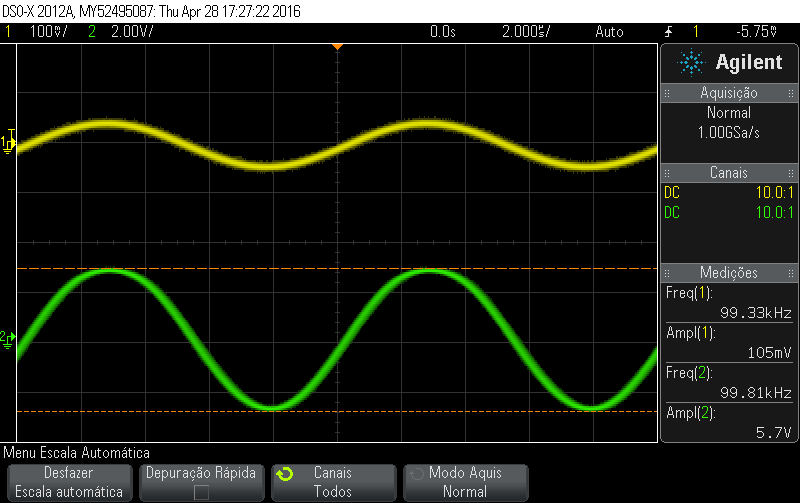 DSO-X 2012A, MY52495087: Thu Apr 28 17:27:22 2016
1 100mV/ 2 2.00V/ 0.0s 2.000us/ Auto 1 -5.75mV
Agilent
Aquisição
Normal
1.00GSa/s
Canais
DC 10.0:1
DC 10.0:1
Medições
Freq(1):
99.33kHz
Ampl(1):
105mV
Freq(2):
99.81kHz
Ampl(2):
5.7V
1
T
2
Menu Escala Automática
Desfazer
Escala automática
Depuração Rápida
Canais
Todos
Modo Aquis
Normal